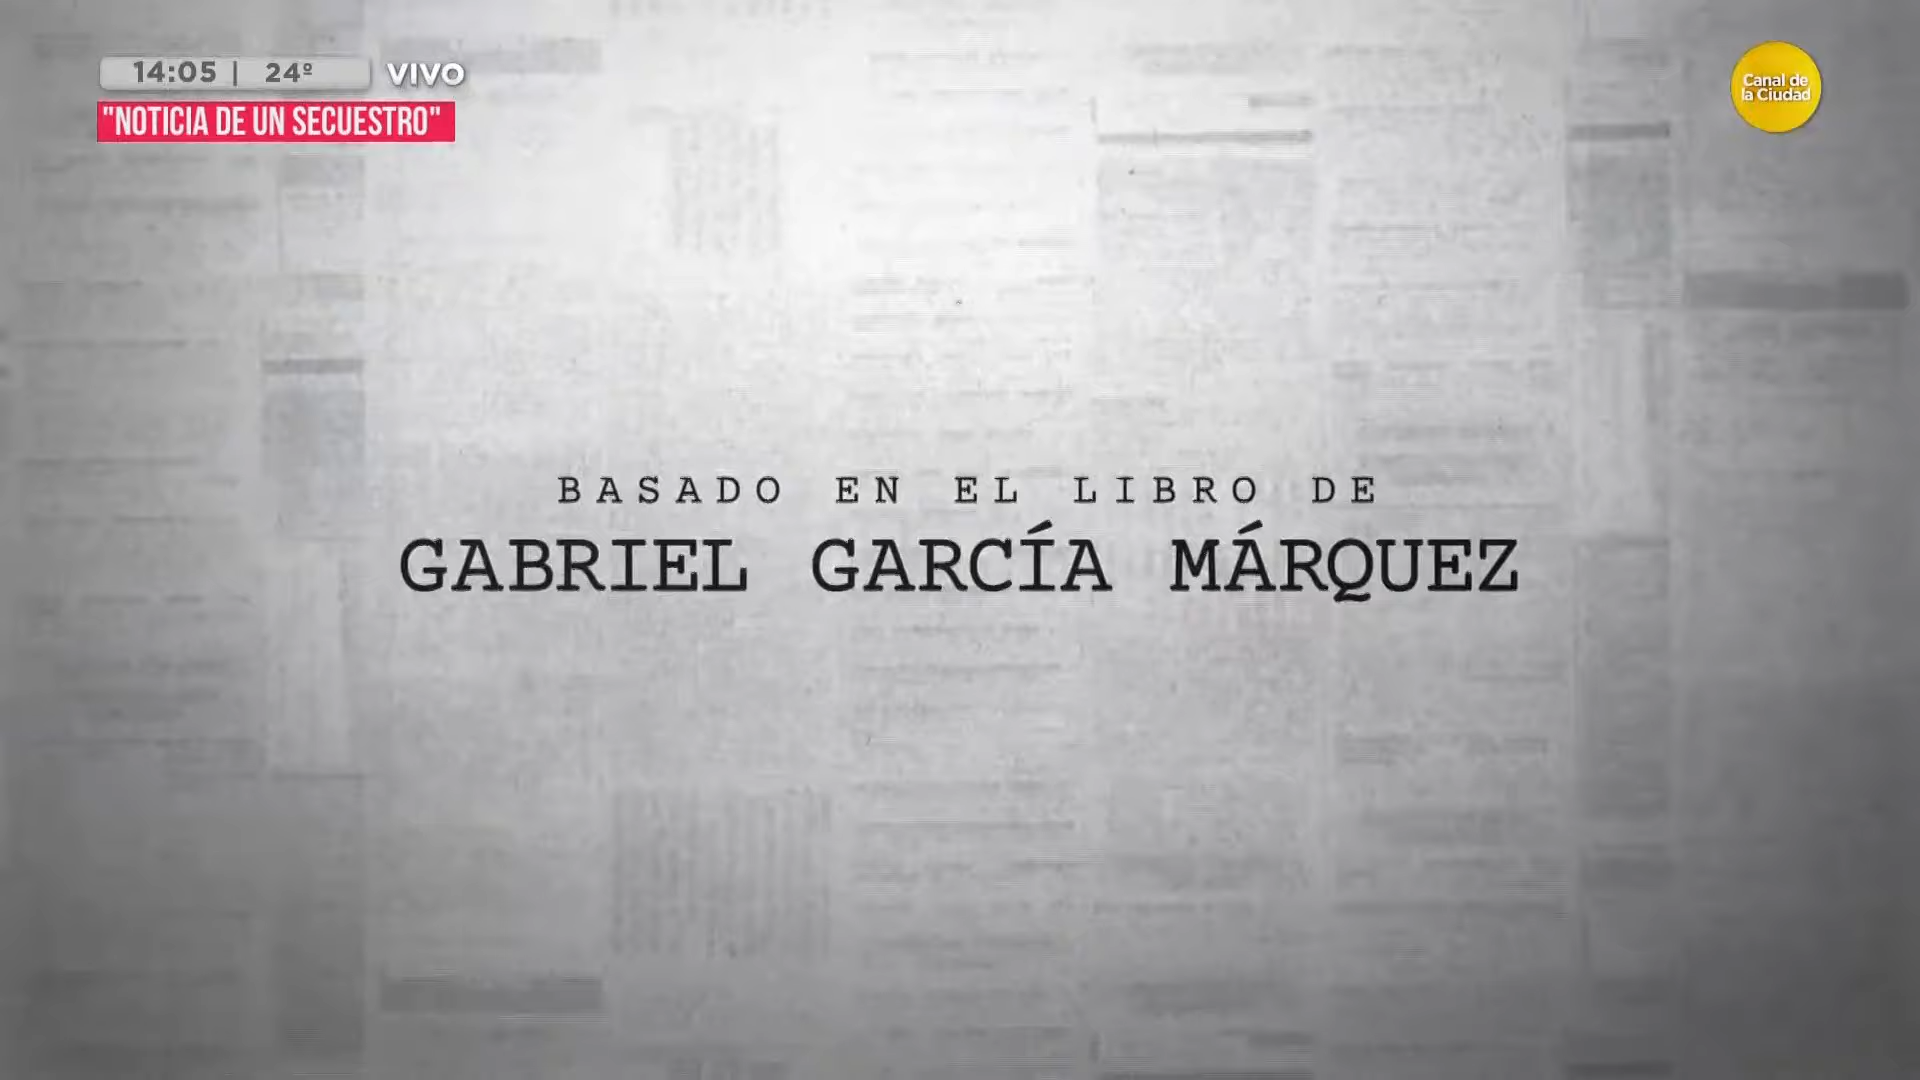 14:05 | 24º VIVO
"NOTICIA DE UN SECUESTRO"
Canal de
la Ciudad
BASADO EN EL LIBRO DE
GABRIEL GARCÍA MÁRQUEZ